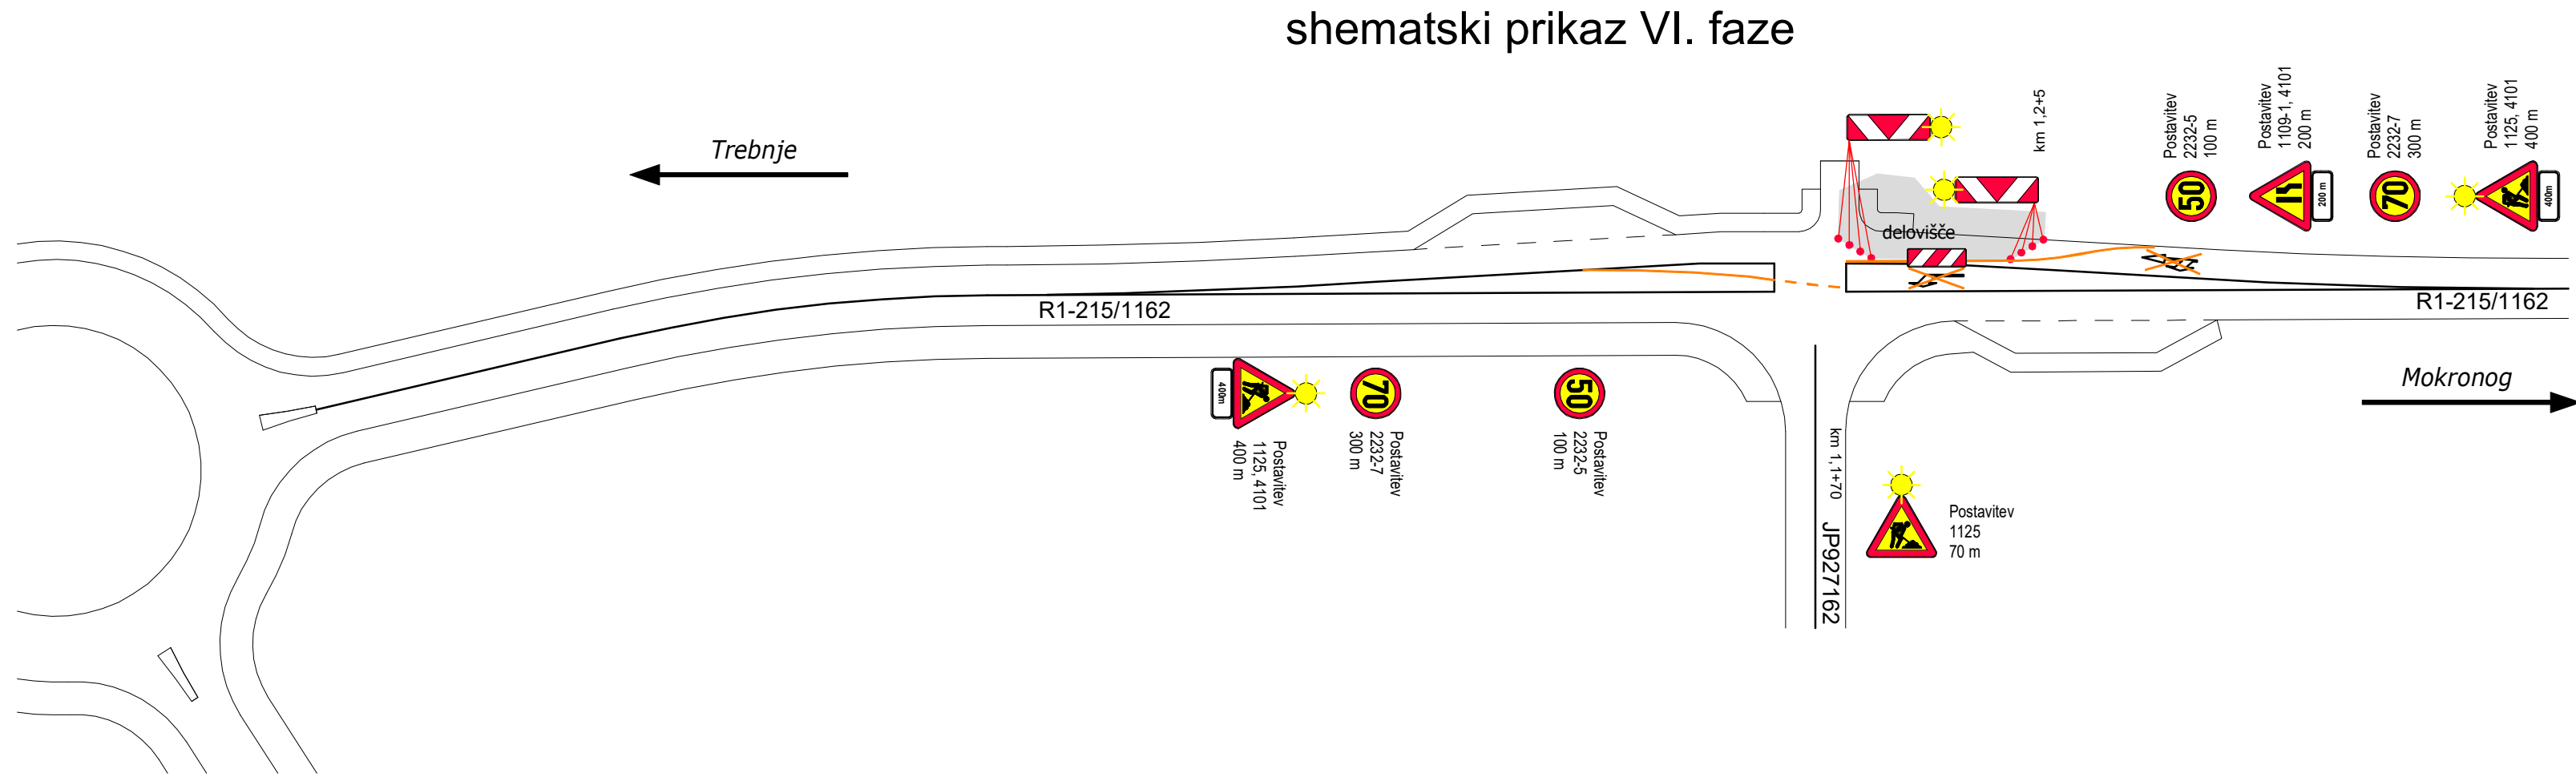 shematski prikaz VI. faze
Trebnje
km 1,2+5
Postavitev
2232-5
100 m
Postavitev
1109-1, 4101
200 m
Postavitev
2232-7
300 m
Postavitev
1125, 4101
400 m
50
200 m
70
400m
delovišče
R1-215/1162
R1-215/1162
Mokronog
400m
70
50
Postavitev
1125, 4101
400 m
Postavitev
2232-7
300 m
Postavitev
2232-5
100 m
km 1,1+70
JP927162
Postavitev
1125
70 m